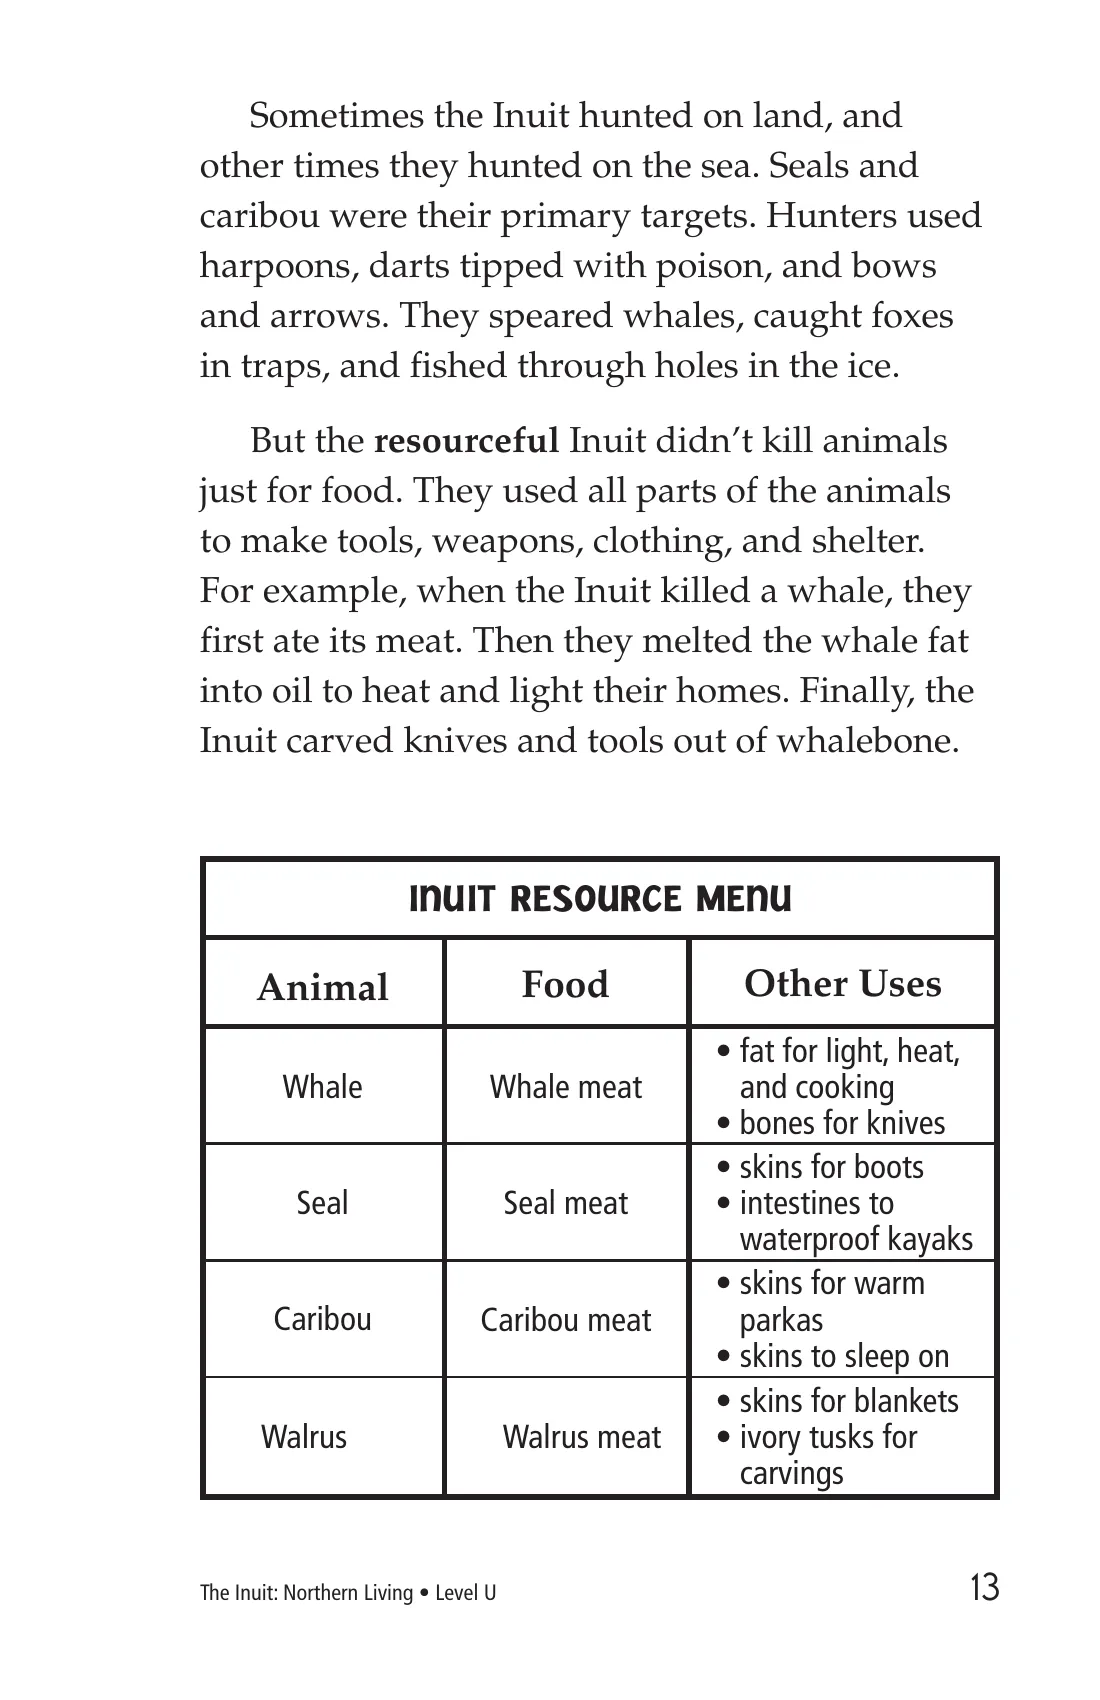 Sometimes the Inuit hunted on land, and
other times they hunted on the sea. Seals and
caribou were their primary targets. Hunters used
harpoons, darts tipped with poison, and bows
and arrows. They speared whales, caught foxes
in traps, and fished through holes in the ice.
But the resourceful Inuit didn’t kill animals
just for food. They used all parts of the animals
to make tools, weapons, clothing, and shelter.
For example, when the Inuit killed a whale, they
first ate its meat. Then they melted the whale fat
into oil to heat and light their homes. Finally, the
Inuit carved knives and tools out of whalebone.
INUIT RESOURCE MENU
Animal Food Other Uses
Whale Whale meat • fat for light, heat,
and cooking
• bones for knives
Seal Seal meat • skins for boots
• intestines to
waterproof kayaks
Caribou Caribou meat • skins for warm
parkas
• skins to sleep on
Walrus Walrus meat • skins for blankets
• ivory tusks for
carvings
The Inuit: Northern Living • Level U 13